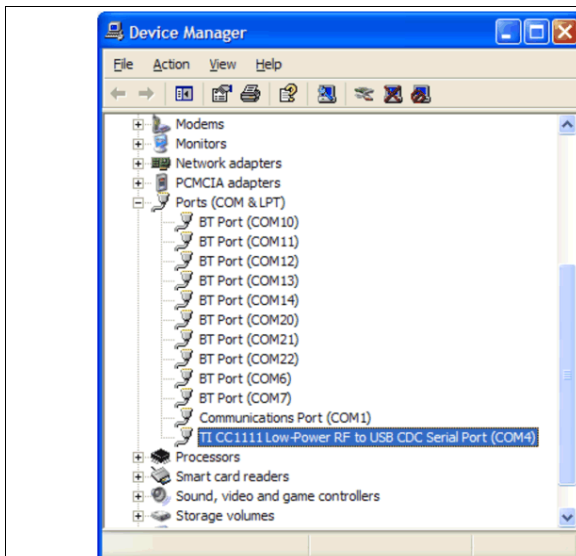 Device Manager
File Action View Help
Modems
Monitors
Network adapters
PCMCIA adapters
Ports (COM & LPT)
BT Port (COM10)
BT Port (COM11)
BT Port (COM12)
BT Port (COM13)
BT Port (COM14)
BT Port (COM20)
BT Port (COM21)
BT Port (COM22)
BT Port (COM6)
BT Port (COM7)
Communications Port (COM1)
TI CC1111 Low-Power RF to USB CDC Serial Port (COM4)
Processors
Smart card readers
Sound, video and game controllers
Storage volumes